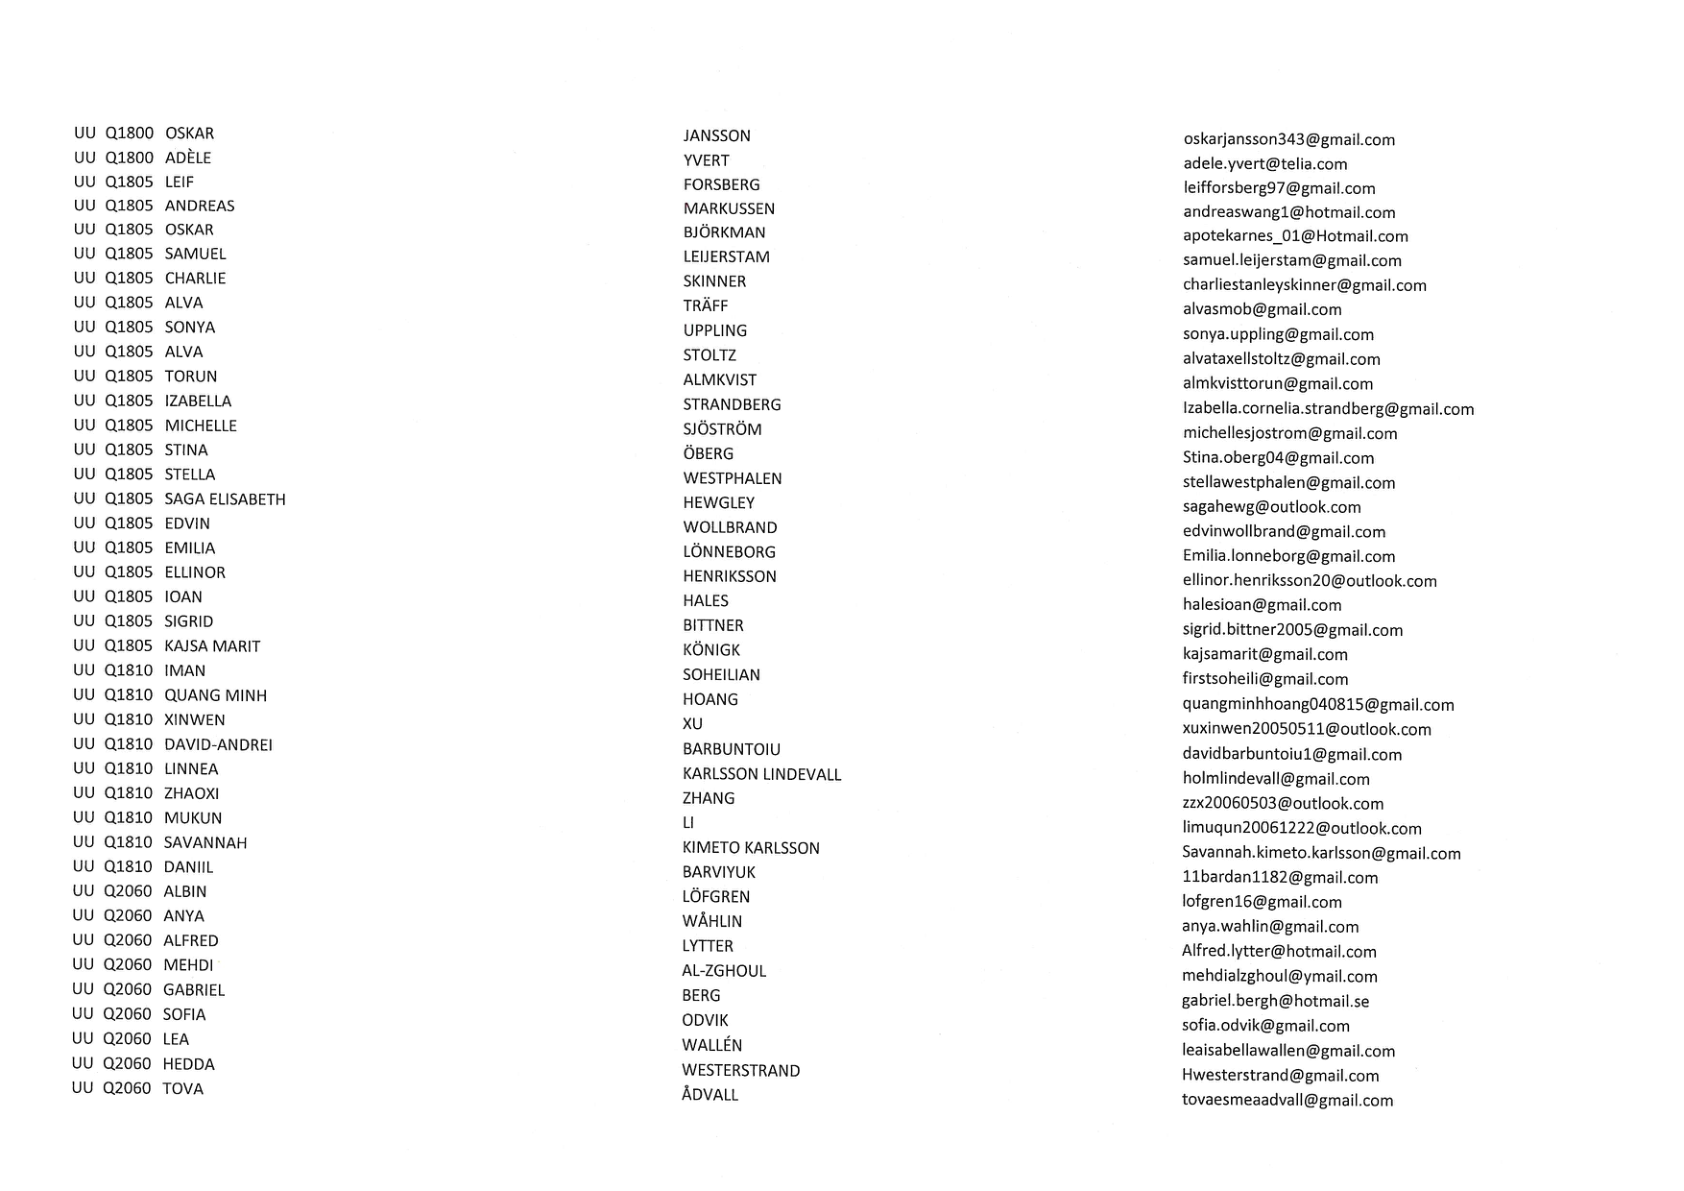 UU Q1800 OSKAR JANSSON oskarjansson343@gmail.com
UU Q1800 ADÈLE YVERT adele.yvert@telia.com
UU Q1805 LEIF FORSBERG leifforsberg97@gmail.com
UU Q1805 ANDREAS MARKUSSEN andreaswang1@hotmail.com
UU Q1805 OSKAR BJÖRKMAN apotekarnes_01@Hotmail.com
UU Q1805 SAMUEL LEIJERSTAM samuel.leijerstam@gmail.com
UU Q1805 CHARLIE SKINNER charliestanleyskinner@gmail.com
UU Q1805 ALVA TRÄFF alvasmob@gmail.com
UU Q1805 SONYA UPPLING sonya.uppling@gmail.com
UU Q1805 ALVA STOLTZ alvataxellstoltz@gmail.com
UU Q1805 TORUN ALMKVIST almkvisttorun@gmail.com
UU Q1805 IZABELLA STRANDBERG Izabella.cornelia.strandberg@gmail.com
UU Q1805 MICHELLE SJÖSTRÖM michellesjostrom@gmail.com
UU Q1805 STINA ÖBERG Stina.oberg04@gmail.com
UU Q1805 STELLA WESTPHALEN stellawestphalen@gmail.com
UU Q1805 SAGA ELISABETH HEWGLEY sagahewg@outlook.com
UU Q1805 EDVIN WOLLBRAND edvinwollbrand@gmail.com
UU Q1805 EMILIA LÖNNEBORG Emilia.lonneborg@gmail.com
UU Q1805 ELLINOR HENRIKSSON ellinor.henriksson20@outlook.com
UU Q1805 IOAN HALES halesioan@gmail.com
UU Q1805 SIGRID BITTNER sigrid.bittner2005@gmail.com
UU Q1805 KAJSA MARIT KÖNIGK kajsamarit@gmail.com
UU Q1810 IMAN SOHEILIAN firstsoheili@gmail.com
UU Q1810 QUANG MINH HOANG quangminhhoang040815@gmail.com
UU Q1810 XINWEN XU xuxinwen20050511@outlook.com
UU Q1810 DAVID-ANDREI BARBUNTOIU davidbarbuntoiu1@gmail.com
UU Q1810 LINNEA KARLSSON LINDEVALL holmlindevall@gmail.com
UU Q1810 ZHAOXI ZHANG zzx20060503@outlook.com
UU Q1810 MUKUN LI limuqun20061222@outlook.com
UU Q1810 SAVANNAH KIMETO KARLSSON Savannah.kimeto.karlsson@gmail.com
UU Q1810 DANIIL BARVIYUK 11bardan1182@gmail.com
UU Q2060 ALBIN LÖFGREN lofgren16@gmail.com
UU Q2060 ANYA WÅHLIN anya.wahlin@gmail.com
UU Q2060 ALFRED LYTTER Alfred.lytter@hotmail.com
UU Q2060 MEHDI AL-ZGHOUL mehdialzghoul@ymail.com
UU Q2060 GABRIEL BERG gabriel.bergh@hotmail.se
UU Q2060 SOFIA ODVIK sofia.odvik@gmail.com
UU Q2060 LEA WALLÉN leaisabellawallen@gmail.com
UU Q2060 HEDDA WESTERSTRAND Hwesterstrand@gmail.com
UU Q2060 TOVA ÅDVALL tovaesmeaadvall@gmail.com